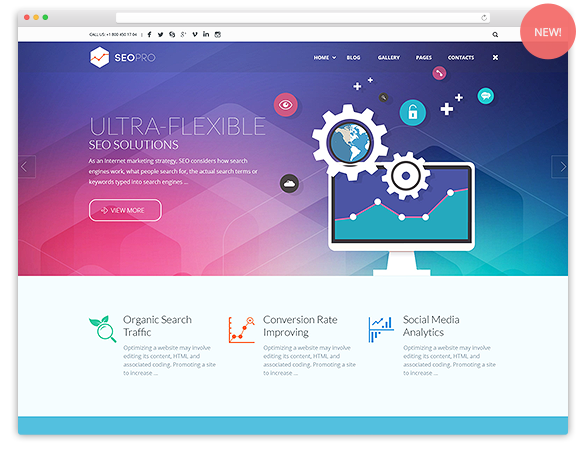 NEW!
CALL US: +1 800 450 17 64 |
SEOPRO
HOME BLOG GALLERY PAGES CONTACTS
ULTRA-FLEXIBLE
SEO SOLUTIONS
As an Internet marketing strategy, SEO considers how search
engines work, what people search for, the actual search terms or
keywords typed into search engines ...
VIEW MORE
Organic Search
Traffic
Optimizing a website may involve
editing its content, HTML and
associated coding. Promoting a site
to increase ...
Conversion Rate
Improving
Optimizing a website may involve
editing its content, HTML and
associated coding. Promoting a site
to increase ...
Social Media
Analytics
Optimizing a website may involve
editing its content, HTML and
associated coding. Promoting a site
to increase ...